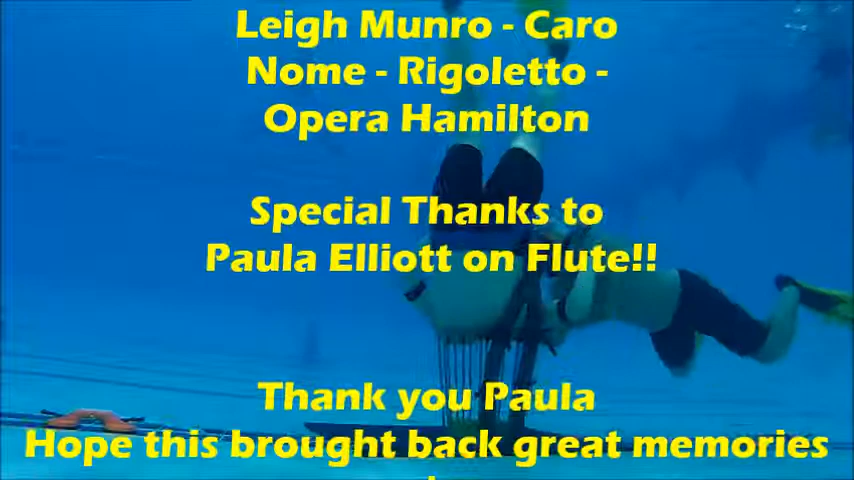 Leigh Munro - Caro
Nome - Rigoletto -
Opera Hamilton
Special Thanks to
Paula Elliott on Flute!!
Thank you Paula
Hope this brought back great memories